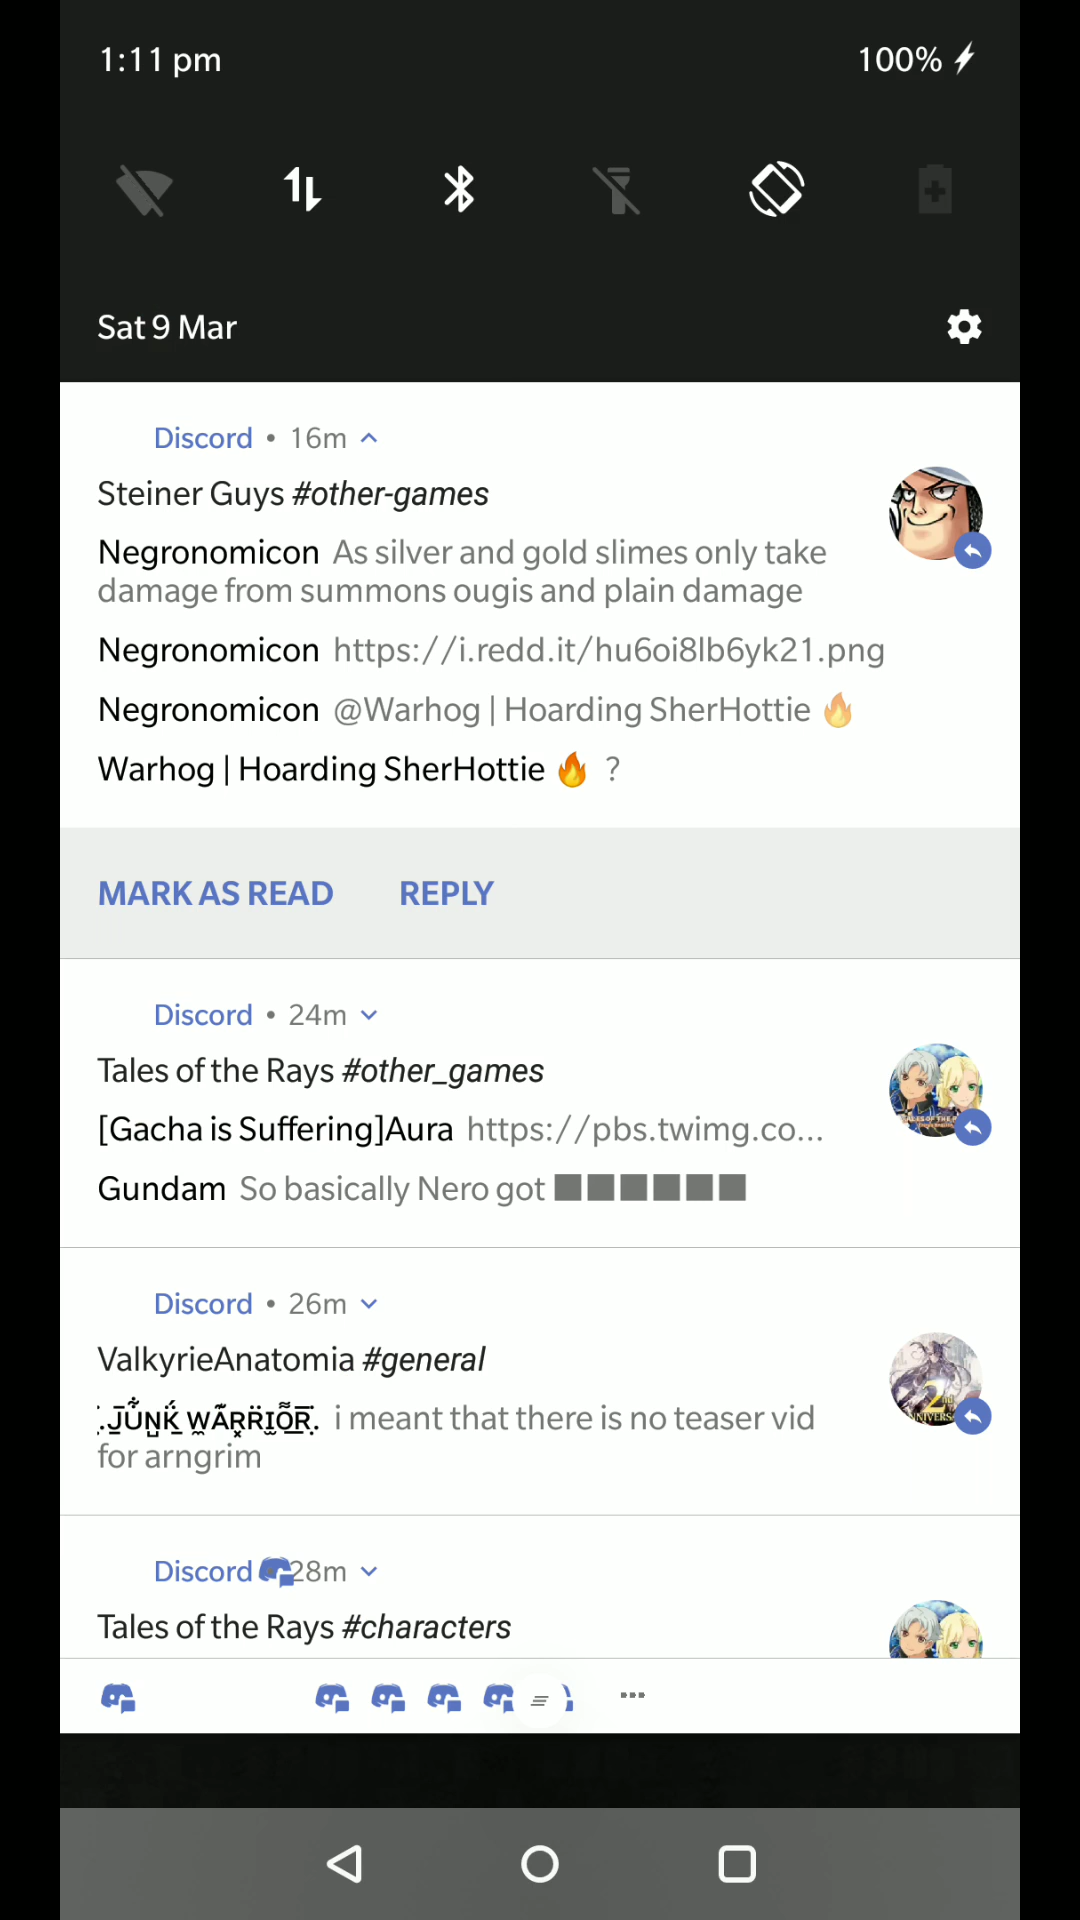 1:11 pm
100%
Sat 9 Mar
Discord • 16m
Steiner Guys #other-games
Negronomicon As silver and gold slimes only take
damage from summons ougis and plain damage
Negronomicon https://i.redd.it/hu6oi8lb6yk21.png
Negronomicon @Warhog | Hoarding SherHottie 🔥
Warhog | Hoarding SherHottie 🔥 ?
MARK AS READ REPLY
Discord • 24m
Tales of the Rays #other_games
[Gacha is Suffering]Aura https://pbs.twimg.co...
Gundam So basically Nero got ■■■■■■
Discord • 26m
ValkyrieAnatomia #general
.JUNK WARRIOR. i meant that there is no teaser vid
for arngrim
2nd
Discord 28m
Tales of the Rays #characters